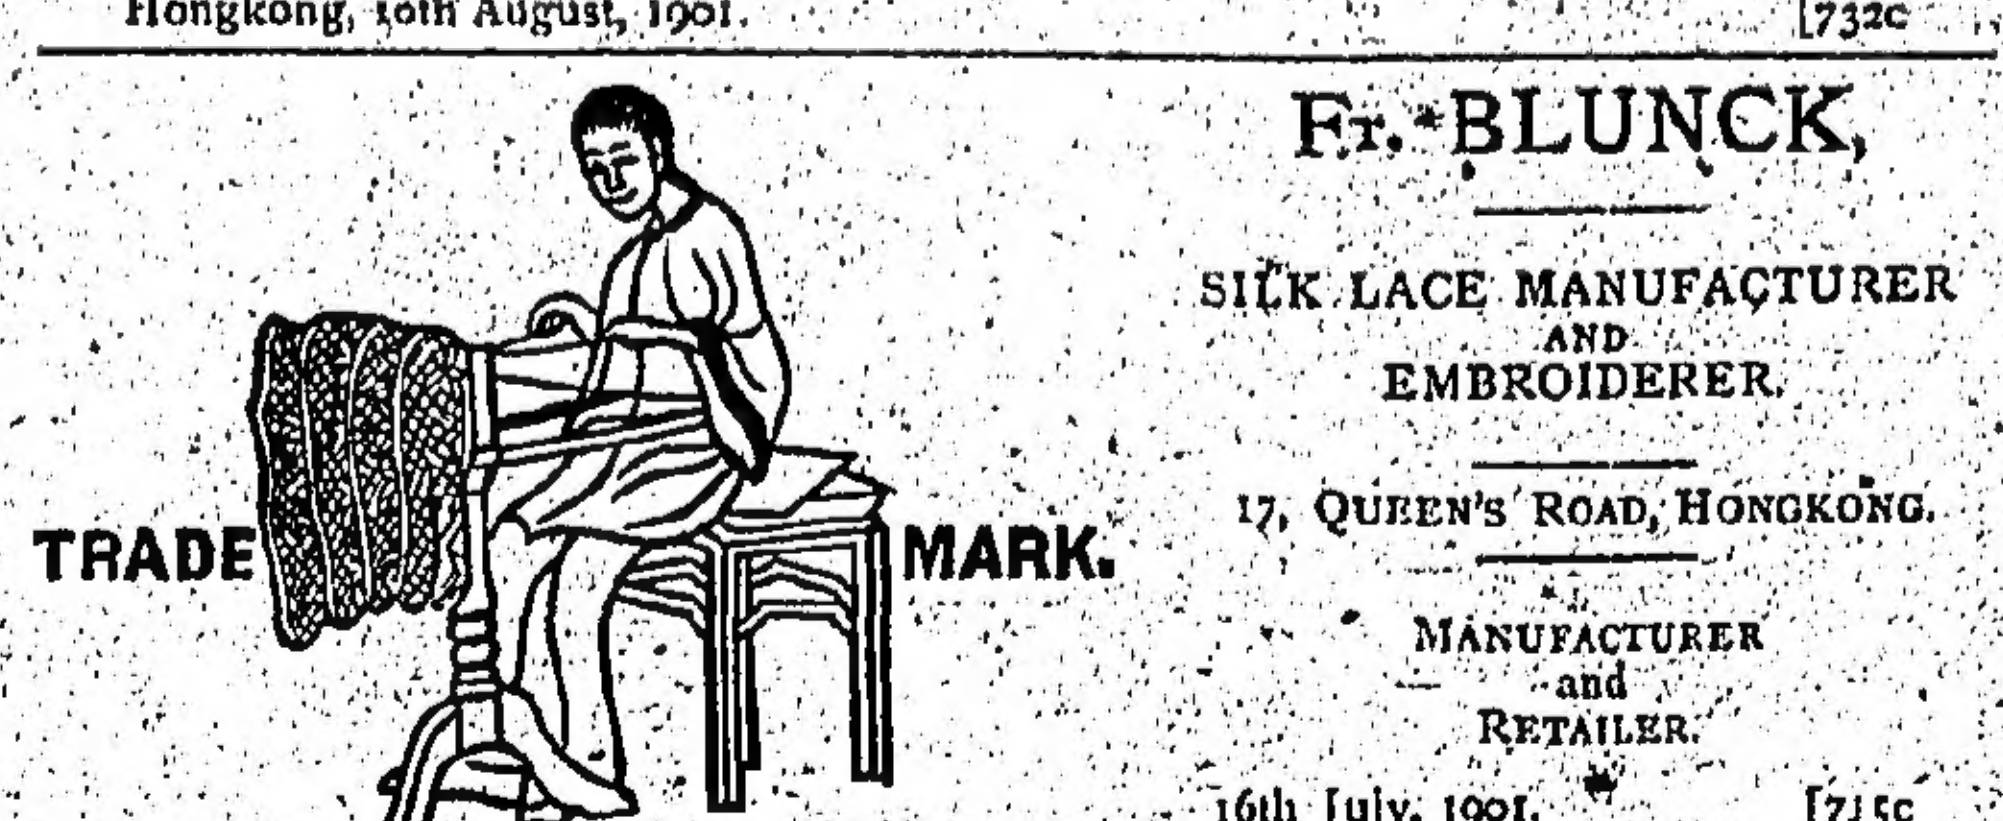 Hongkong, 10th August, 1901. [732c
Fr. BLUNCK,
SILK LACE MANUFACTURER
AND
EMBROIDERER.
17, QUEEN'S ROAD, HONGKONG.
TRADE MARK.
MANUFACTURER
and
RETAILER.
16th July, 1901. [715c